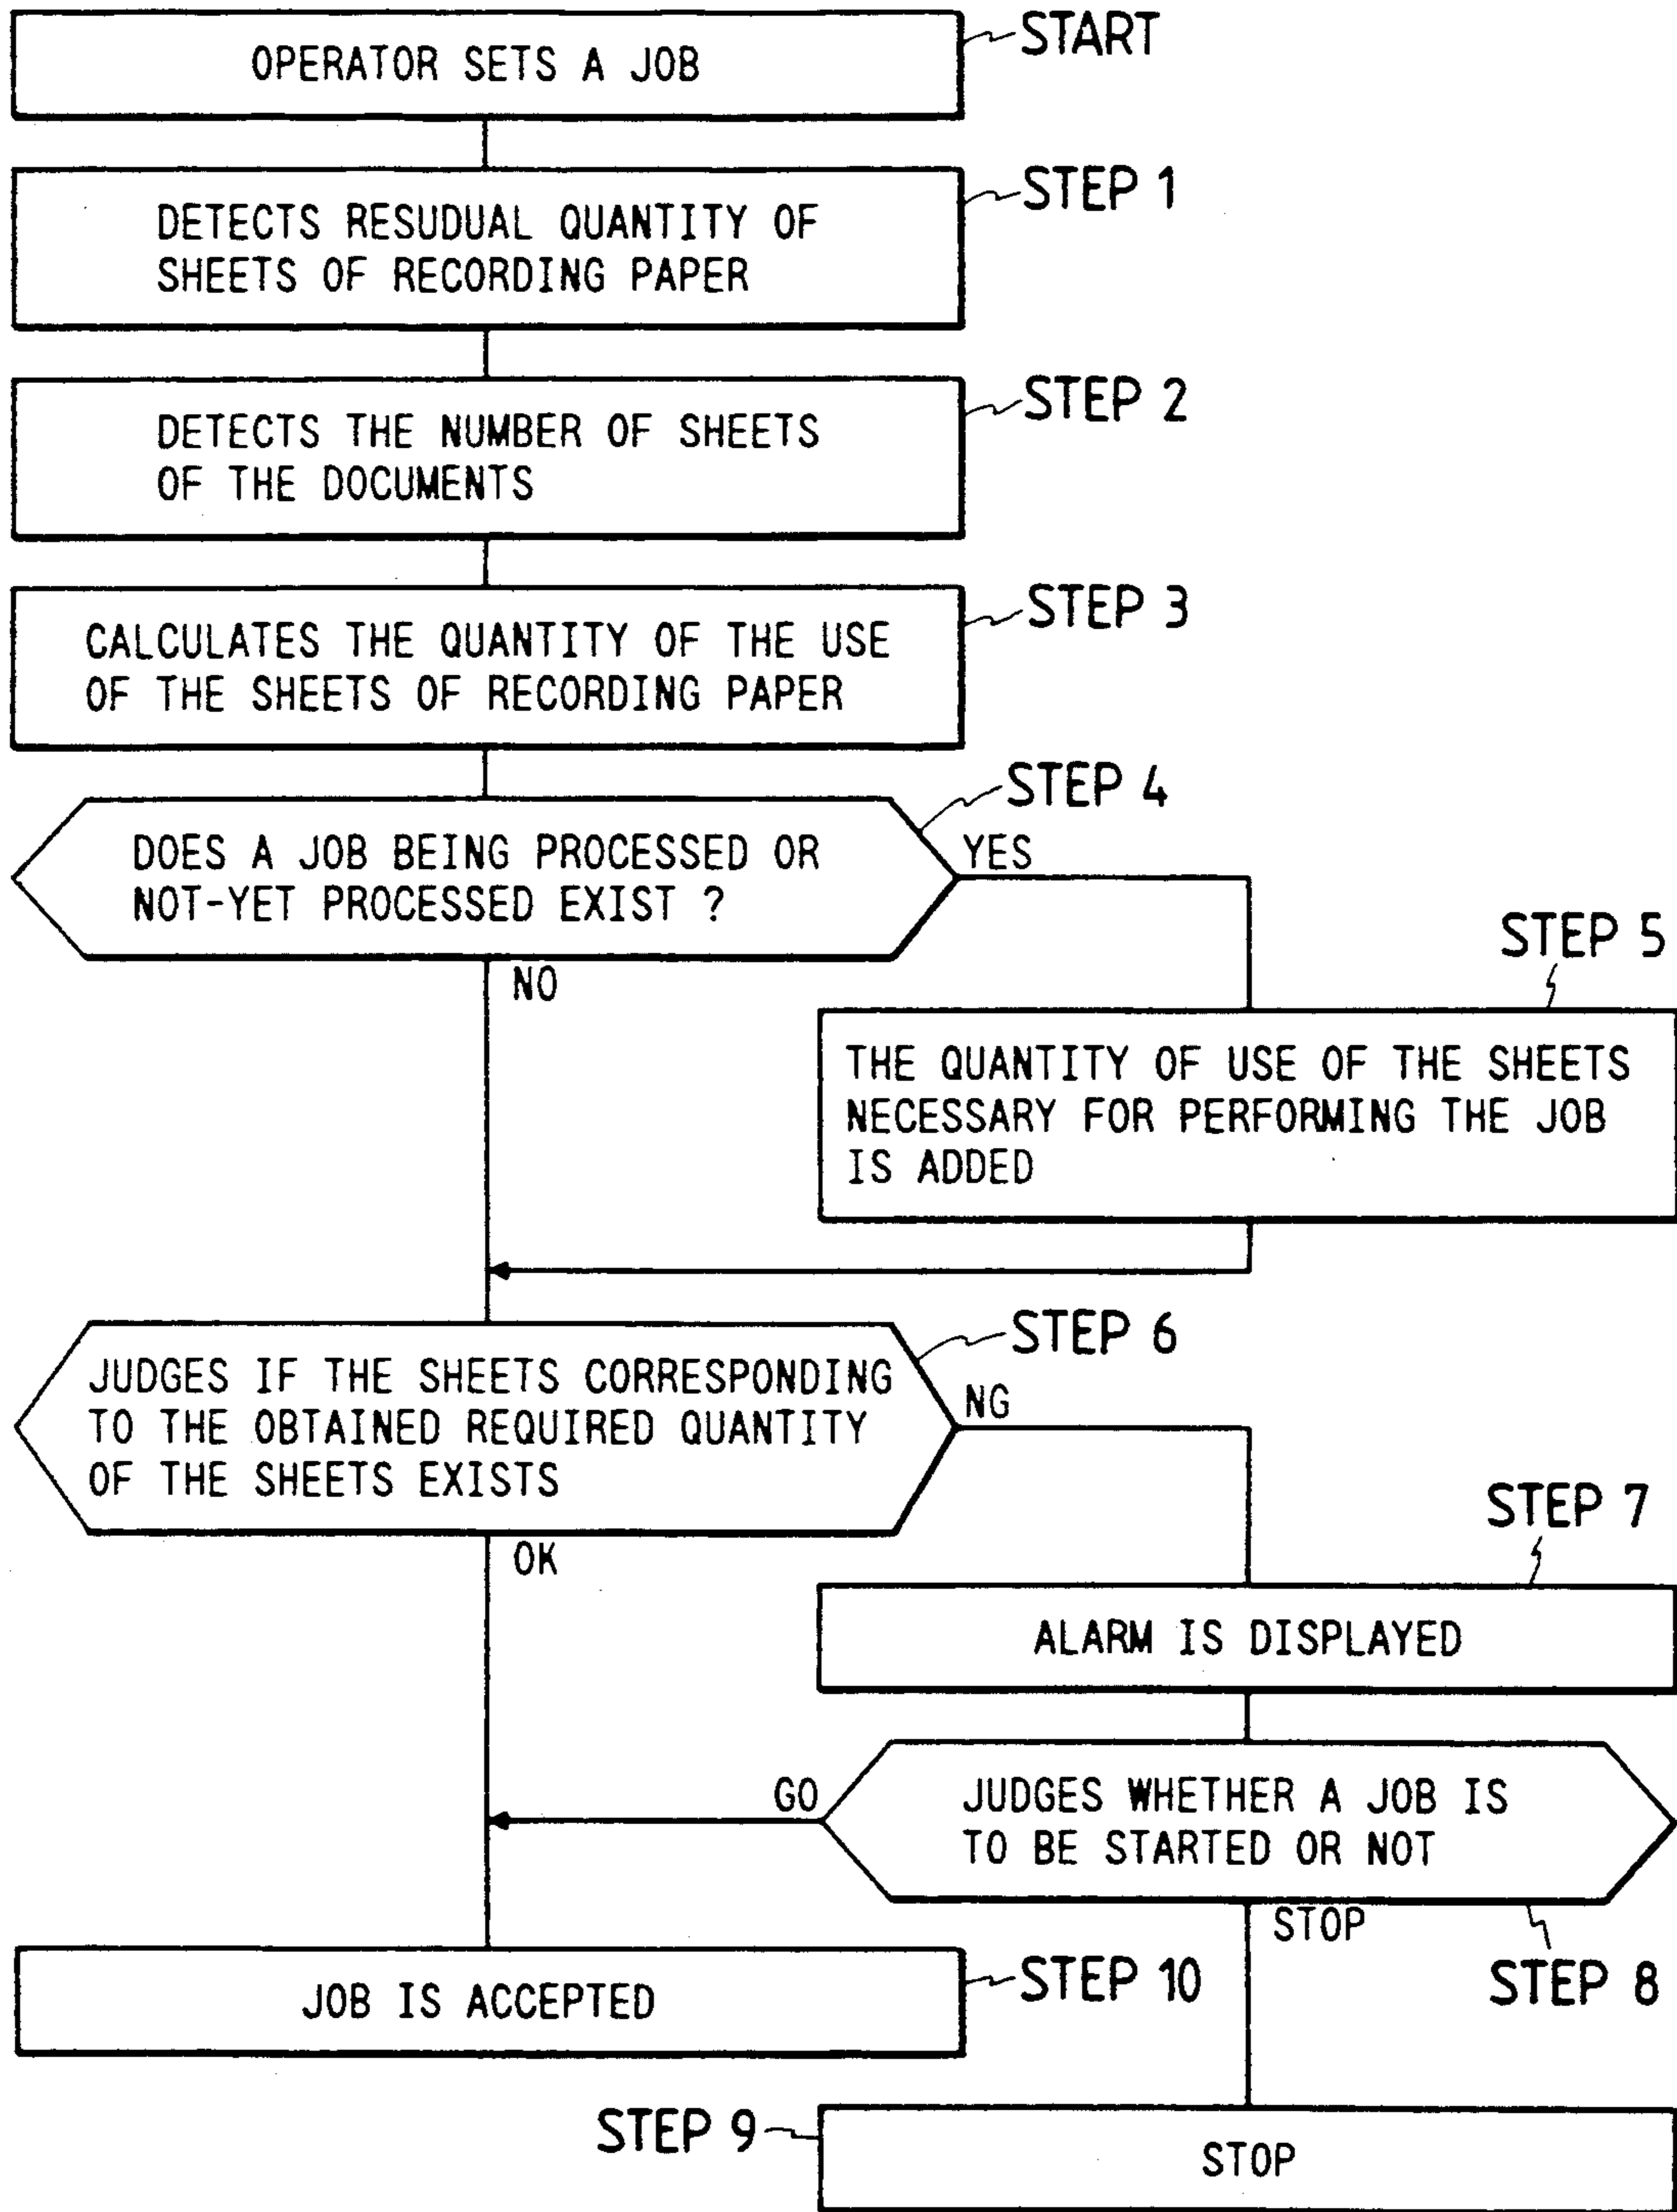 OPERATOR SETS A JOB
START
DETECTS RESUDUAL QUANTITY OF
SHEETS OF RECORDING PAPER
STEP 1
DETECTS THE NUMBER OF SHEETS
OF THE DOCUMENTS
STEP 2
CALCULATES THE QUANTITY OF THE USE
OF THE SHEETS OF RECORDING PAPER
STEP 3
DOES A JOB BEING PROCESSED OR
NOT-YET PROCESSED EXIST ?
STEP 4
YES
NO
STEP 5
THE QUANTITY OF USE OF THE SHEETS
NECESSARY FOR PERFORMING THE JOB
IS ADDED
JUDGES IF THE SHEETS CORRESPONDING
TO THE OBTAINED REQUIRED QUANTITY
OF THE SHEETS EXISTS
STEP 6
NG
OK
STEP 7
ALARM IS DISPLAYED
GO
JUDGES WHETHER A JOB IS
TO BE STARTED OR NOT
STOP
STEP 8
JOB IS ACCEPTED
STEP 10
STEP 9
STOP